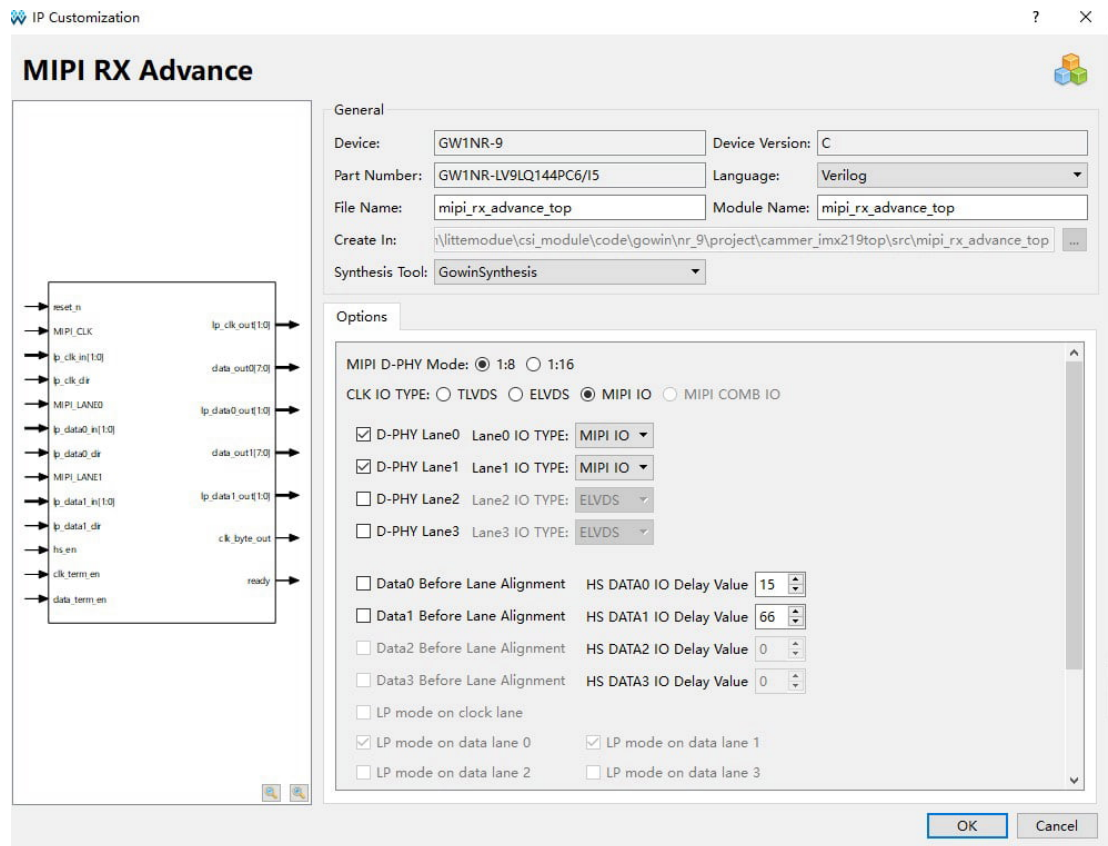 IP Customization
?
MIPI RX Advance
General
Device: GW1NR-9 Device Version: C
Part Number: GW1NR-LV9LQ144PC6/I5 Language: Verilog
File Name: mipi_rx_advance_top Module Name: mipi_rx_advance_top
Create In: ı\littemodue\csi_module\code\gowin\nr_9\project\cammer_imx219top\src\mipi_rx_advance_top ...
Synthesis Tool: GowinSynthesis
reset_n
MIPI_CLK
lp_clk_in[1:0]
lp_clk_dir
MIPI_LANE0
lp_data0_in[1:0]
lp_data0_dir
MIPI_LANE1
lp_data1_in[1:0]
lp_data1_dir
hs_en
clk_term_en
data_term_en
lp_clk_out[1:0]
data_out0[7:0]
lp_data0_out[1:0]
data_out1[7:0]
lp_data1_out[1:0]
clk_byte_out
ready
Options
MIPI D-PHY Mode: 1:8 1:16
CLK IO TYPE: TLVDS ELVDS MIPI IO MIPI COMB IO
D-PHY Lane0 Lane0 IO TYPE: MIPI IO
D-PHY Lane1 Lane1 IO TYPE: MIPI IO
D-PHY Lane2 Lane2 IO TYPE: ELVDS
D-PHY Lane3 Lane3 IO TYPE: ELVDS
Data0 Before Lane Alignment HS DATA0 IO Delay Value 15
Data1 Before Lane Alignment HS DATA1 IO Delay Value 66
Data2 Before Lane Alignment HS DATA2 IO Delay Value 0
Data3 Before Lane Alignment HS DATA3 IO Delay Value 0
LP mode on clock lane
LP mode on data lane 0 LP mode on data lane 1
LP mode on data lane 2 LP mode on data lane 3
OK Cancel